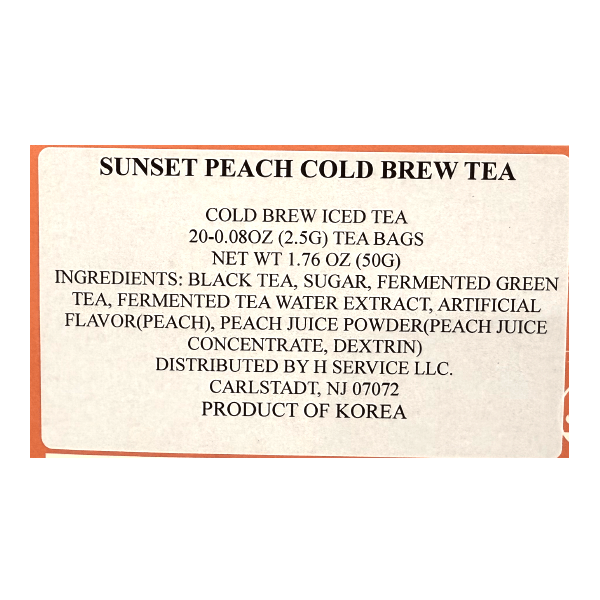 SUNSET PEACH COLD BREW TEA
COLD BREW ICED TEA
20-0.08OZ (2.5G) TEA BAGS
NET WT 1.76 OZ (50G)
INGREDIENTS: BLACK TEA, SUGAR, FERMENTED GREEN
TEA, FERMENTED TEA WATER EXTRACT, ARTIFICIAL
FLAVOR(PEACH), PEACH JUICE POWDER(PEACH JUICE
CONCENTRATE, DEXTRIN)
DISTRIBUTED BY H SERVICE LLC.
CARLSTADT, NJ 07072
PRODUCT OF KOREA